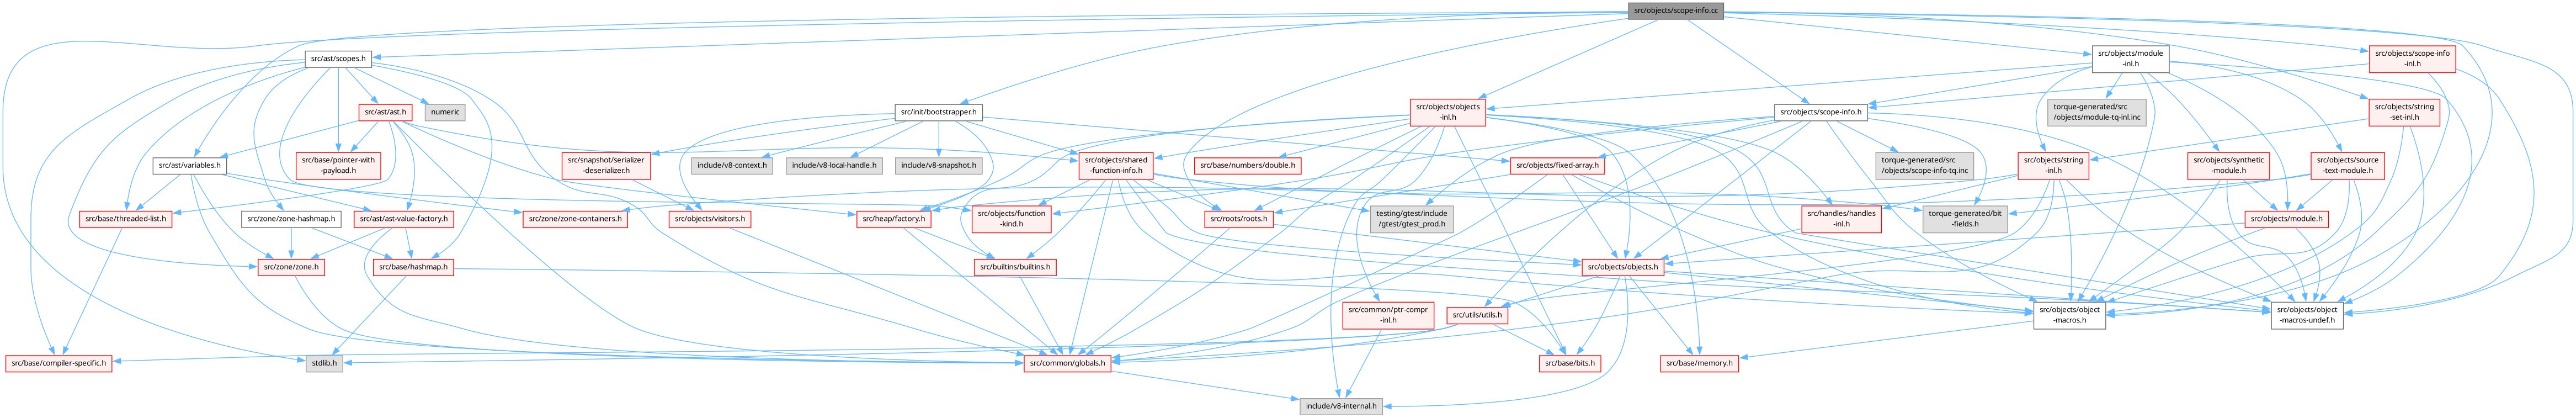 src/objects/scope-info.cc
src/ast/scopes.h
src/objects/module
-inl.h
src/objects/scope-info
-inl.h
src/ast/ast.h
numeric
src/init/bootstrapper.h
src/objects/objects
-inl.h
src/objects/scope-info.h
torque-generated/src
/objects/module-tq-inl.inc
src/objects/string
-set-inl.h
src/ast/variables.h
src/base/pointer-with
-payload.h
src/snapshot/serializer
-deserializer.h
include/v8-context.h
include/v8-local-handle.h
include/v8-snapshot.h
src/objects/shared
-function-info.h
src/base/numbers/double.h
src/objects/fixed-array.h
torque-generated/src
/objects/scope-info-tq.inc
src/objects/string
-inl.h
src/objects/synthetic
-module.h
src/objects/source
-text-module.h
src/base/threaded-list.h
src/zone/zone-hashmap.h
src/ast/ast-value-factory.h
src/zone/zone-containers.h
src/objects/visitors.h
src/heap/factory.h
src/objects/function
-kind.h
src/roots/roots.h
testing/gtest/include
/gtest/gtest_prod.h
src/handles/handles
-inl.h
torque-generated/bit
-fields.h
src/objects/module.h
src/zone/zone.h
src/base/hashmap.h
src/builtins/builtins.h
src/objects/objects.h
src/common/ptr-compr
-inl.h
src/utils/utils.h
src/objects/object
-macros.h
src/objects/object
-macros-undef.h
src/base/compiler-specific.h
stdlib.h
src/common/globals.h
src/base/bits.h
src/base/memory.h
include/v8-internal.h